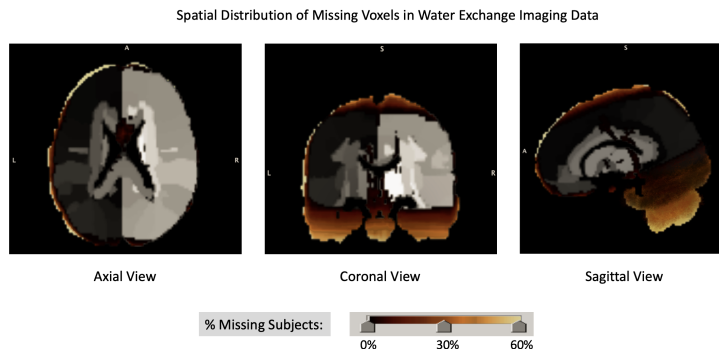 Spatial Distribution of Missing Voxels in Water Exchange Imaging Data
A
S
S
L
R
L
R
A
Axial View
Coronal View
Sagittal View
% Missing Subjects:
0%
30%
60%